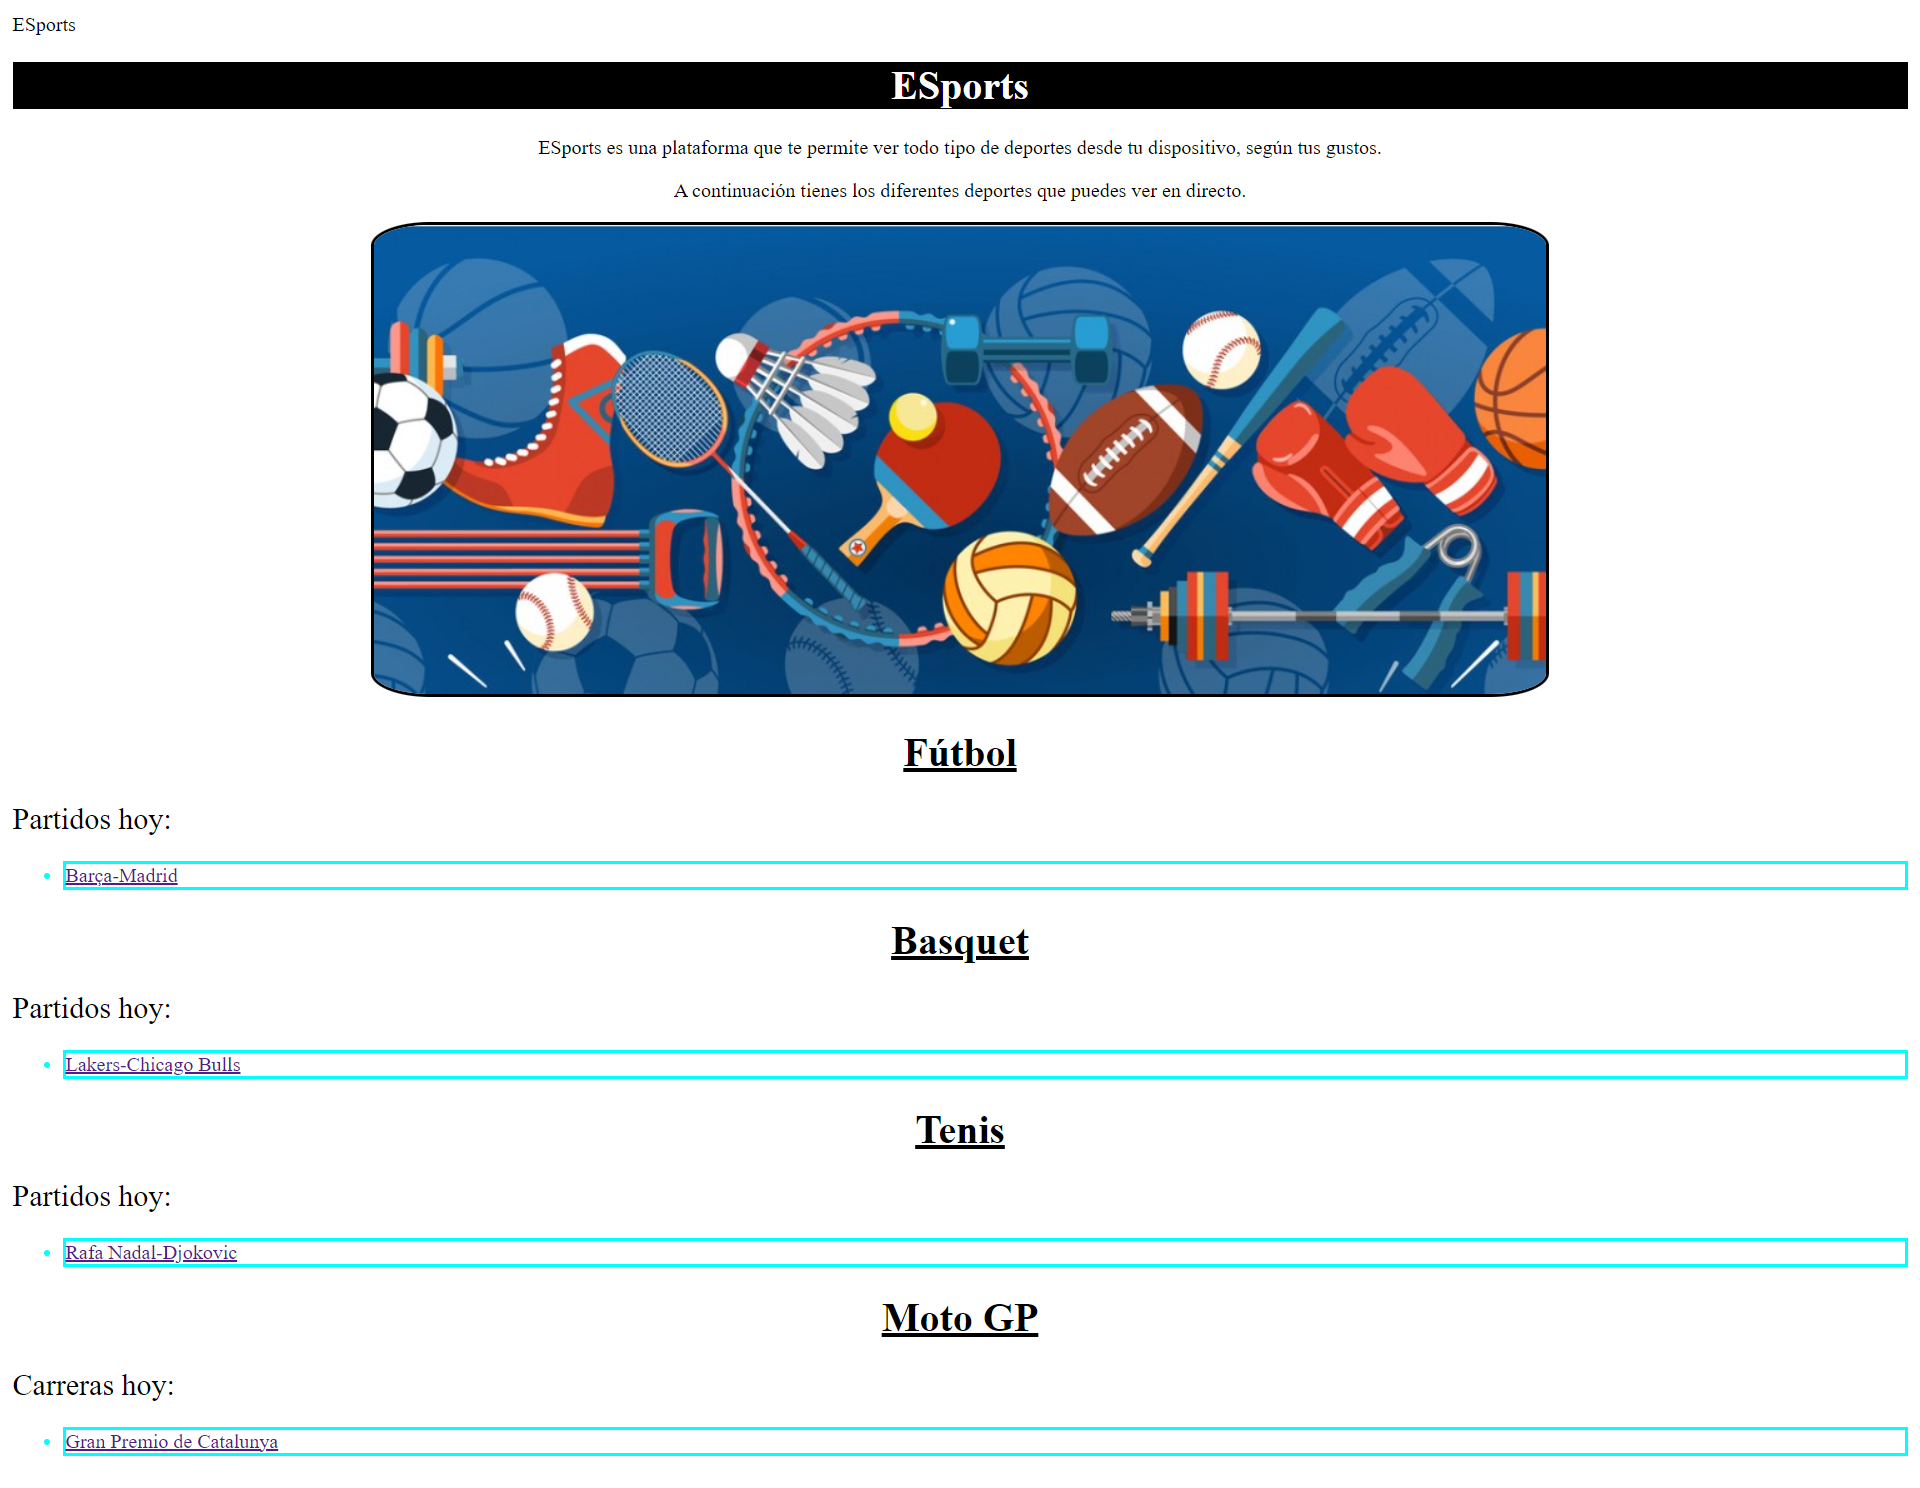 ESports
ESports
ESports es una plataforma que te permite ver todo tipo de deportes desde tu dispositivo, según tus gustos.
A continuación tienes los diferentes deportes que puedes ver en directo.
Fútbol
Partidos hoy:
Barça-Madrid
Basquet
Partidos hoy:
Lakers-Chicago Bulls
Tenis
Partidos hoy:
Rafa Nadal-Djokovic
Moto GP
Carreras hoy:
Gran Premio de Catalunya